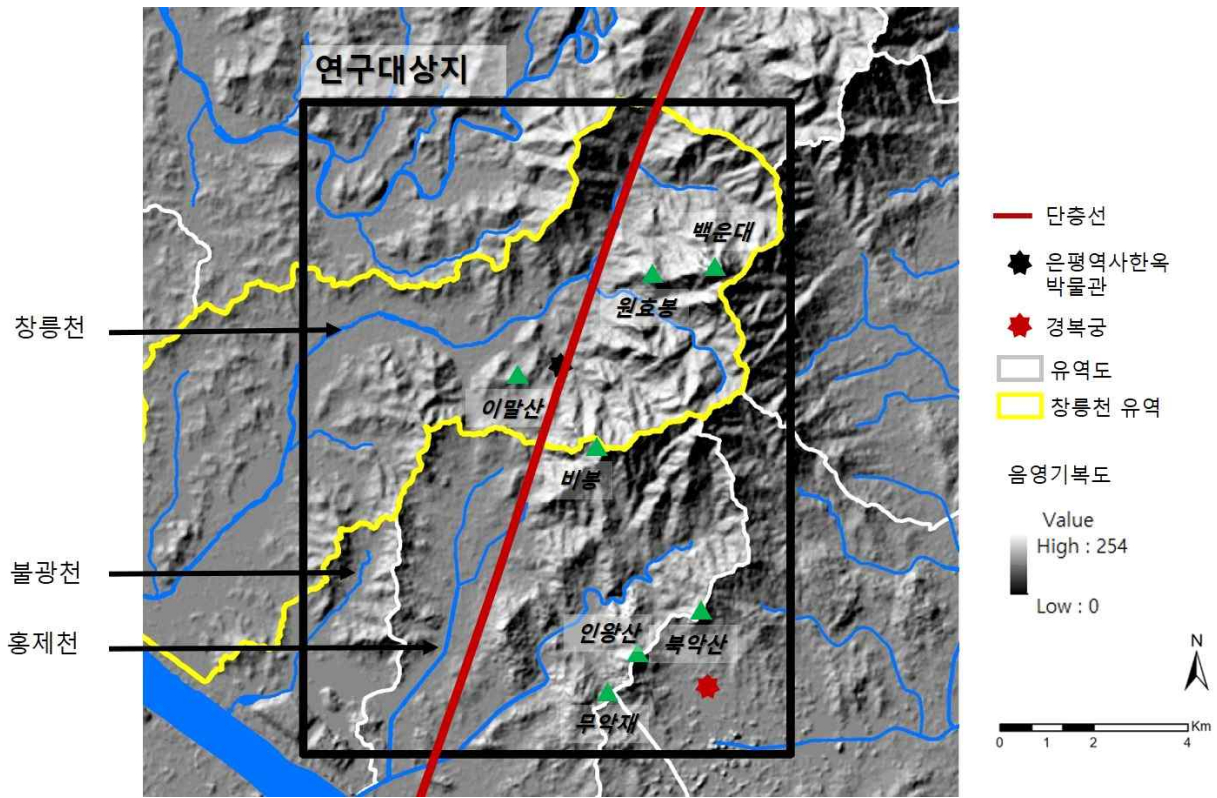 연구대상지
백운대
원효봉
창릉천
이말산
비봉
불광천
홍제천
인왕산
북악산
무악재
단층선
은평역사한옥
박물관
경복궁
유역도
창릉천 유역
음영기복도
Value
High : 254
Low : 0
N
Km
0 1 2 4